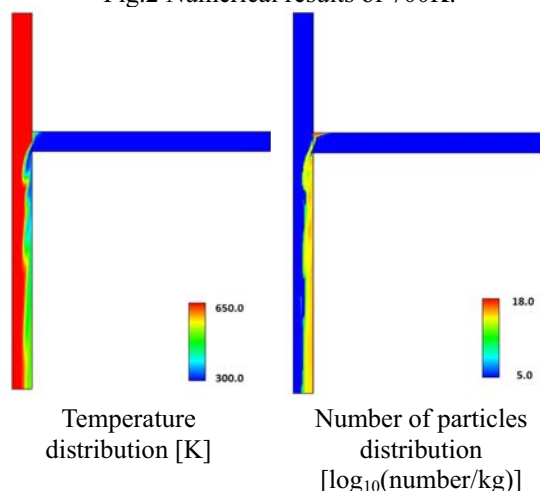 Fig.2 Numerical results of 700K.
650.0
300.0
18.0
5.0
Temperature
distribution [K]
Number of particles
distribution
[log₁₀(number/kg)]